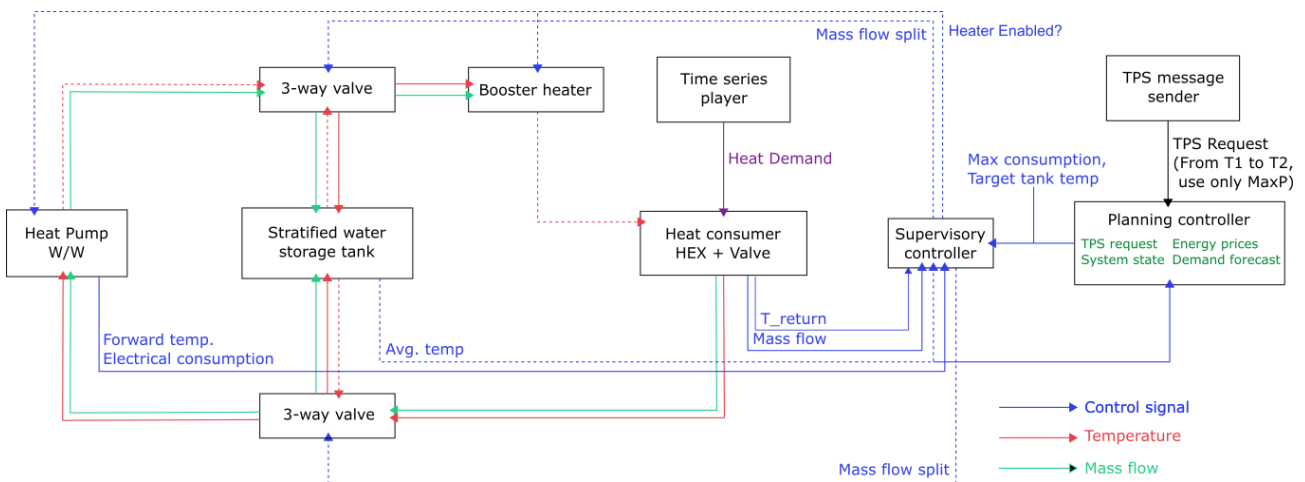 Mass flow split
Heater Enabled?
3-way valve
Booster heater
Time series
player
TPS message
sender
Heat Demand
TPS Request
(From T1 to T2,
use only MaxP)
Max consumption,
Target tank temp
Heat Pump
W/W
Stratified water
storage tank
Heat consumer
HEX + Valve
Supervisory
controller
Planning controller
TPS request Energy prices
System state Demand forecast
T_return
Mass flow
Forward temp.
Electrical consumption
Avg. temp
3-way valve
Mass flow split
Control signal
Temperature
Mass flow